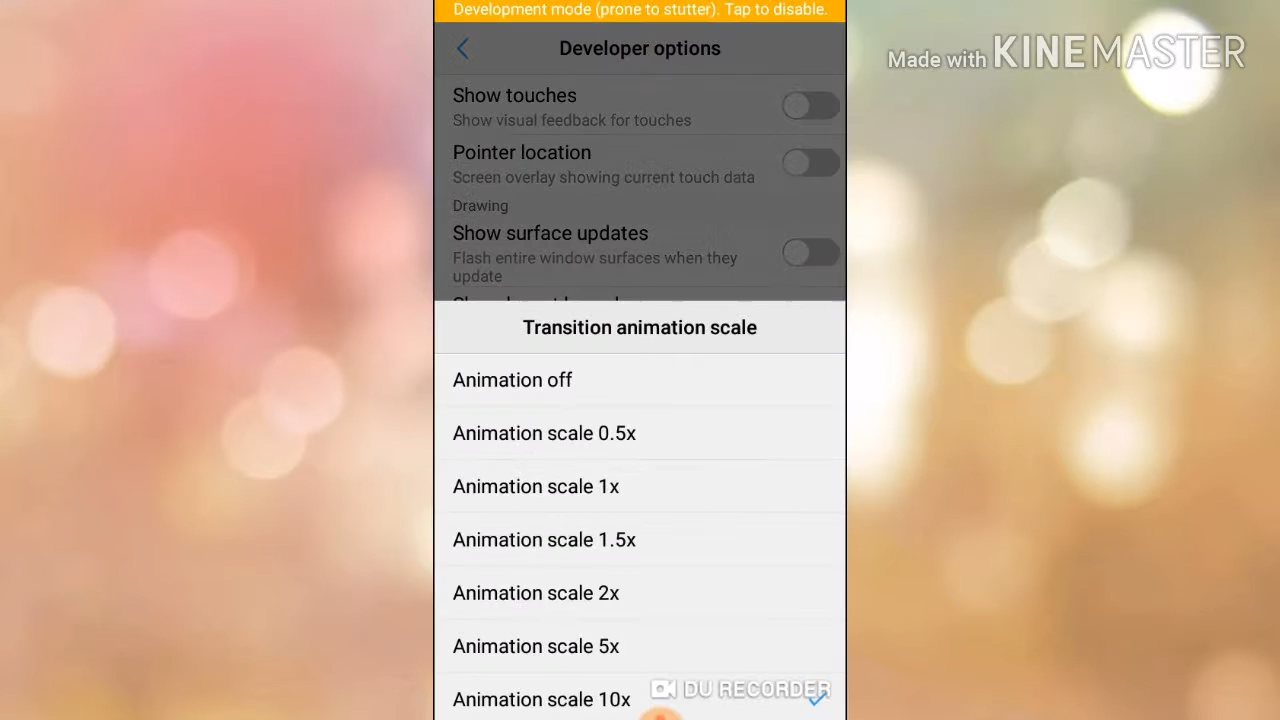 Development mode (prone to stutter). Tap to disable.
Made with KINEMASTER
Developer options
Show touches
Show visual feedback for touches
Pointer location
Screen overlay showing current touch data
Drawing
Show surface updates
Flash entire window surfaces when they
update
Transition animation scale
Animation off
Animation scale 0.5x
Animation scale 1x
Animation scale 1.5x
Animation scale 2x
Animation scale 5x
Animation scale 10x
DU RECORDER